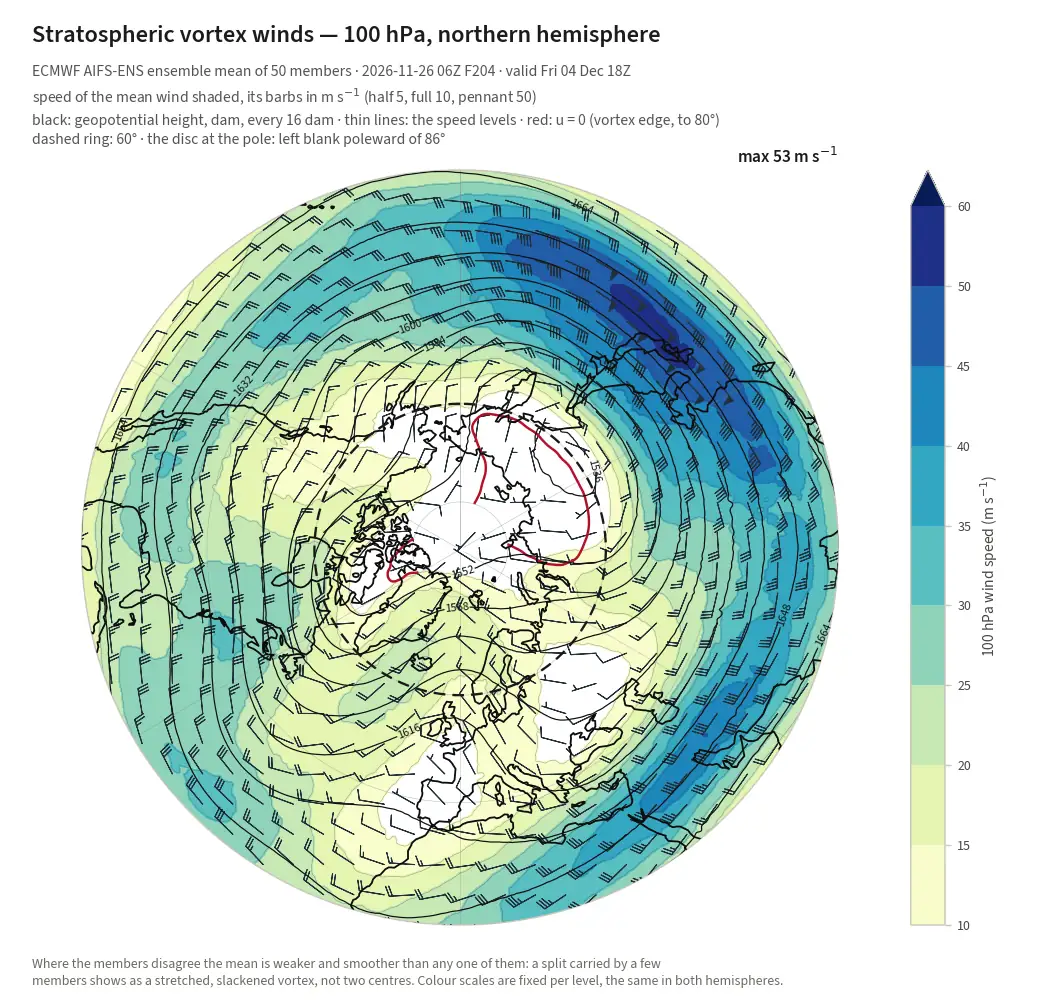 Stratospheric vortex winds — 100 hPa, northern hemisphere
ECMWF AIFS-ENS ensemble mean of 50 members · 2026-11-26 06Z F204 · valid Fri 04 Dec 18Z
speed of the mean wind shaded, its barbs in m s−1 (half 5, full 10, pennant 50)
black: geopotential height, dam, every 16 dam · thin lines: the speed levels · red: u = 0 (vortex edge, to 80°)
dashed ring: 60° · the disc at the pole: left blank poleward of 86°
max 53 m s−1
1664
60
50
45
40
35
30
25
20
15
10
100 hPa wind speed (m s−1)
1600
1632
1536
1552
1648
1664
1616
Where the members disagree the mean is weaker and smoother than any one of them: a split carried by a few
members shows as a stretched, slackened vortex, not two centres. Colour scales are fixed per level, the same in both hemispheres.